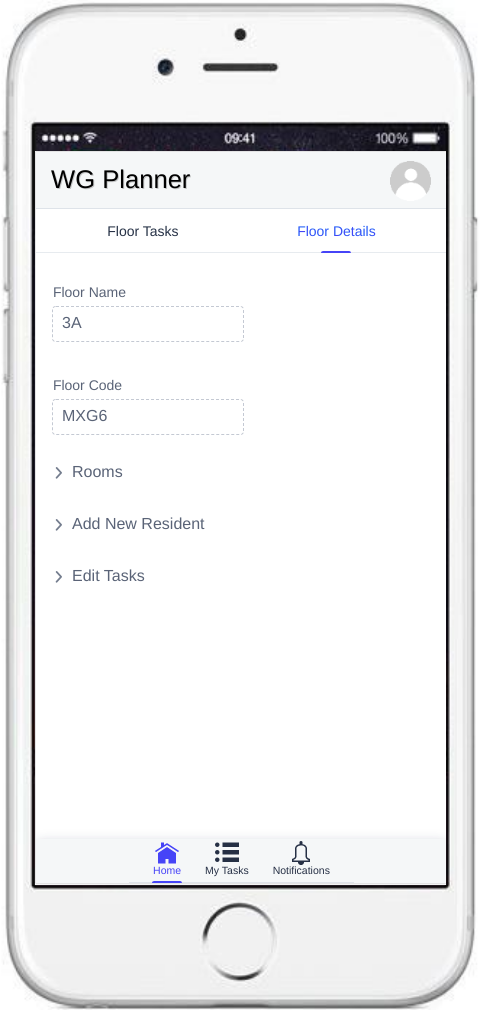 09:41 100%
WG Planner
Floor Tasks Floor Details
Floor Name
3A
Floor Code
MXG6
Rooms
Add New Resident
Edit Tasks
Home My Tasks Notifications